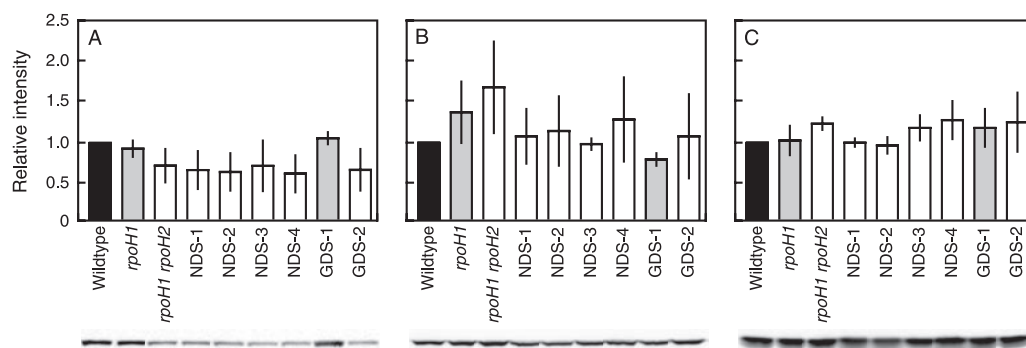 A
B
C
Relative intensity
2.5
2.0
1.5
1.0
0.5
0
Wildtype
rpoH1
rpoH1 rpoH2
NDS-1
NDS-2
NDS-3
NDS-4
GDS-1
GDS-2
Wildtype
rpoH1
rpoH1 rpoH2
NDS-1
NDS-2
NDS-3
NDS-4
GDS-1
GDS-2
Wildtype
rpoH1
rpoH1 rpoH2
NDS-1
NDS-2
NDS-3
NDS-4
GDS-1
GDS-2